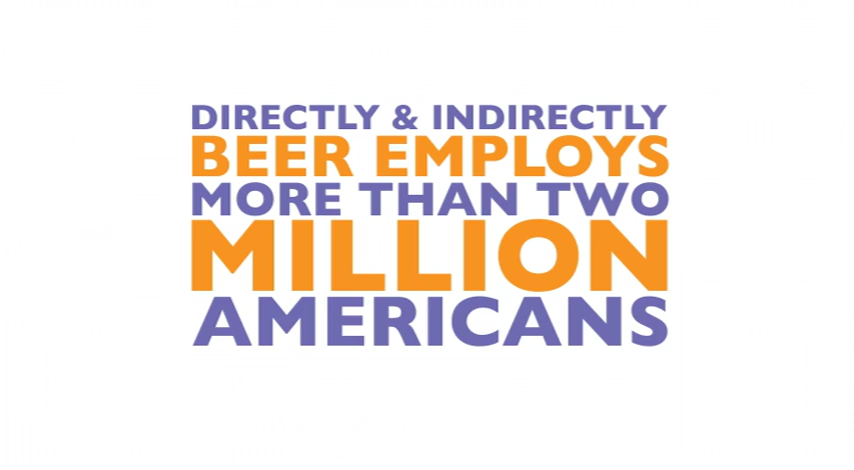 DIRECTLY & INDIRECTLY
BEER EMPLOYS
MORE THAN TWO
MILLION
AMERICANS